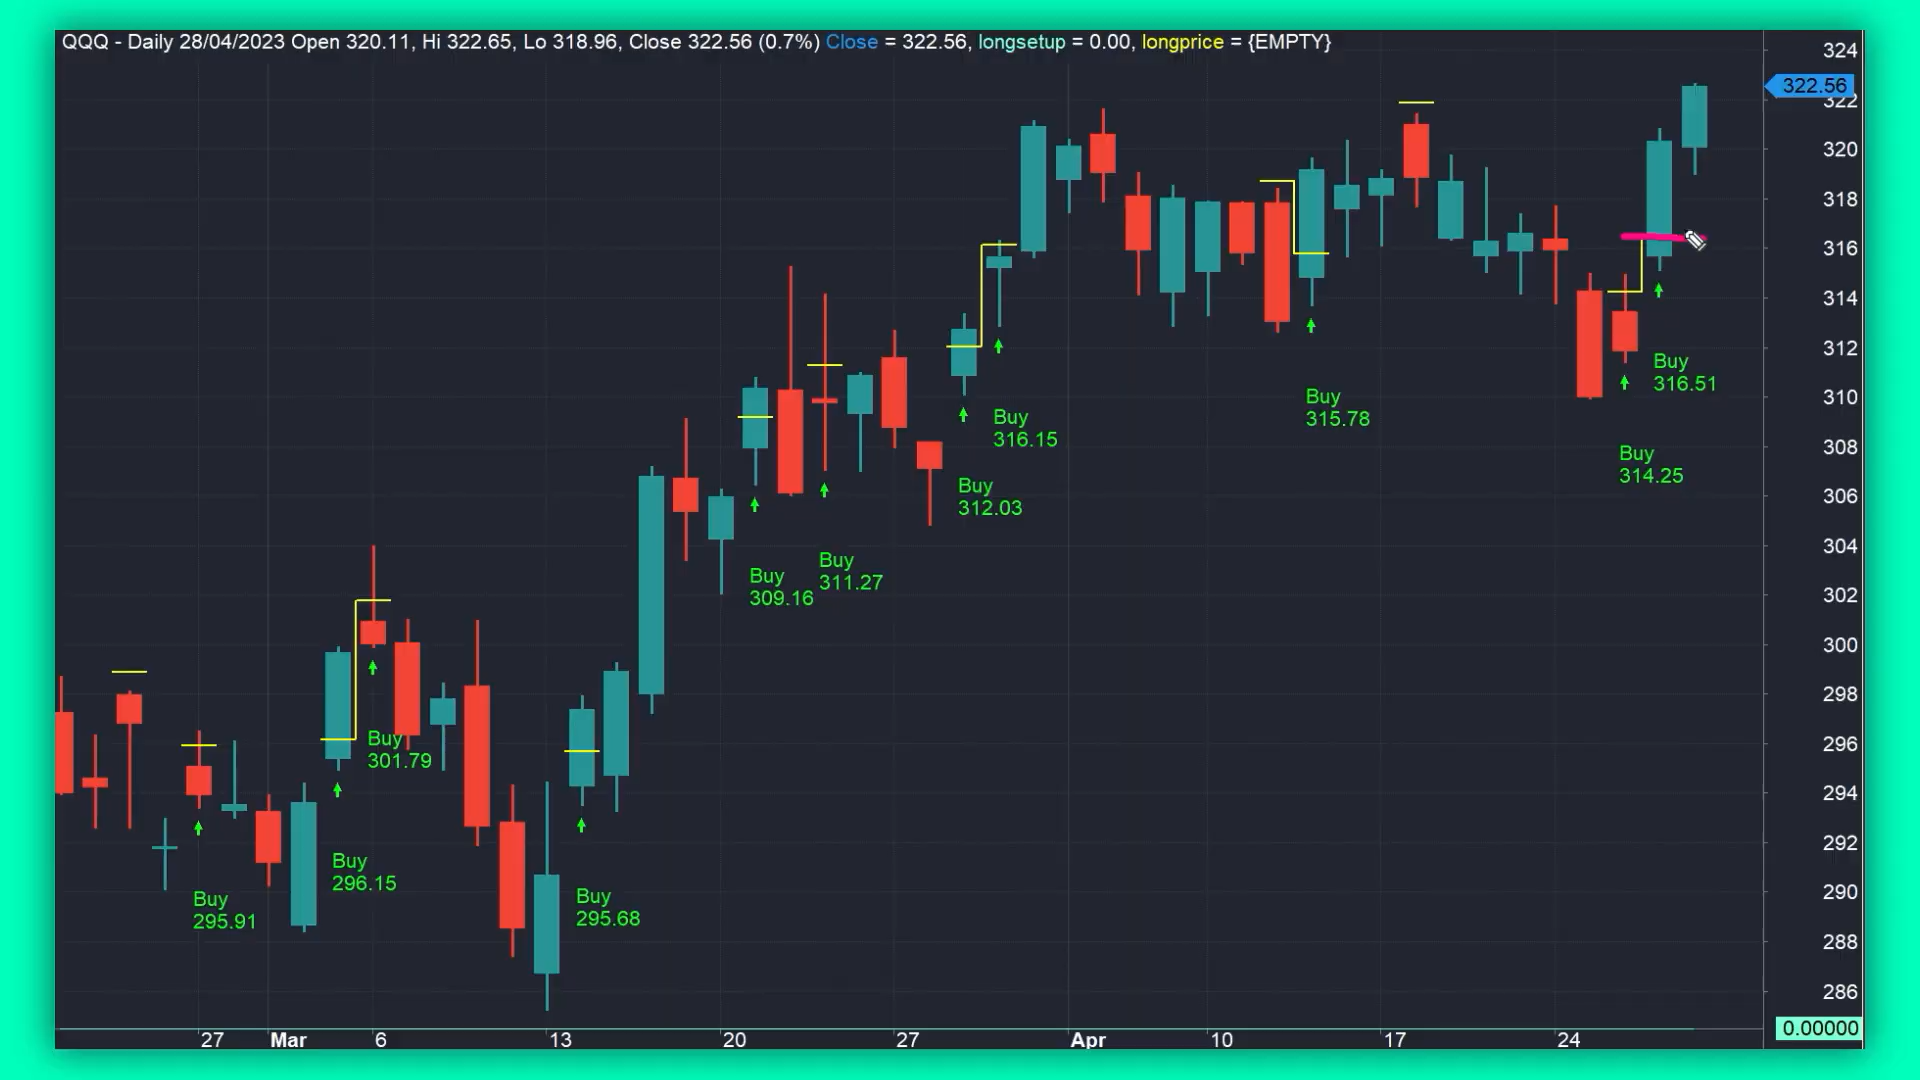 QQQ - Daily 28/04/2023 Open 320.11, Hi 322.65, Lo 318.96, Close 322.56 (0.7%) Close = 322.56, longsetup = 0.00, longprice = {EMPTY}
324
322.56
322
320
318
316
314
312
310
308
306
304
302
300
298
296
294
292
290
288
286
0.00000
Buy
316.51
Buy
315.78
Buy
316.15
Buy
314.25
Buy
312.03
Buy
311.27
Buy
309.16
Buy
301.79
Buy
296.15
Buy
295.91
Buy
295.68
27 Mar 6 13 20 27 Apr 10 17 24